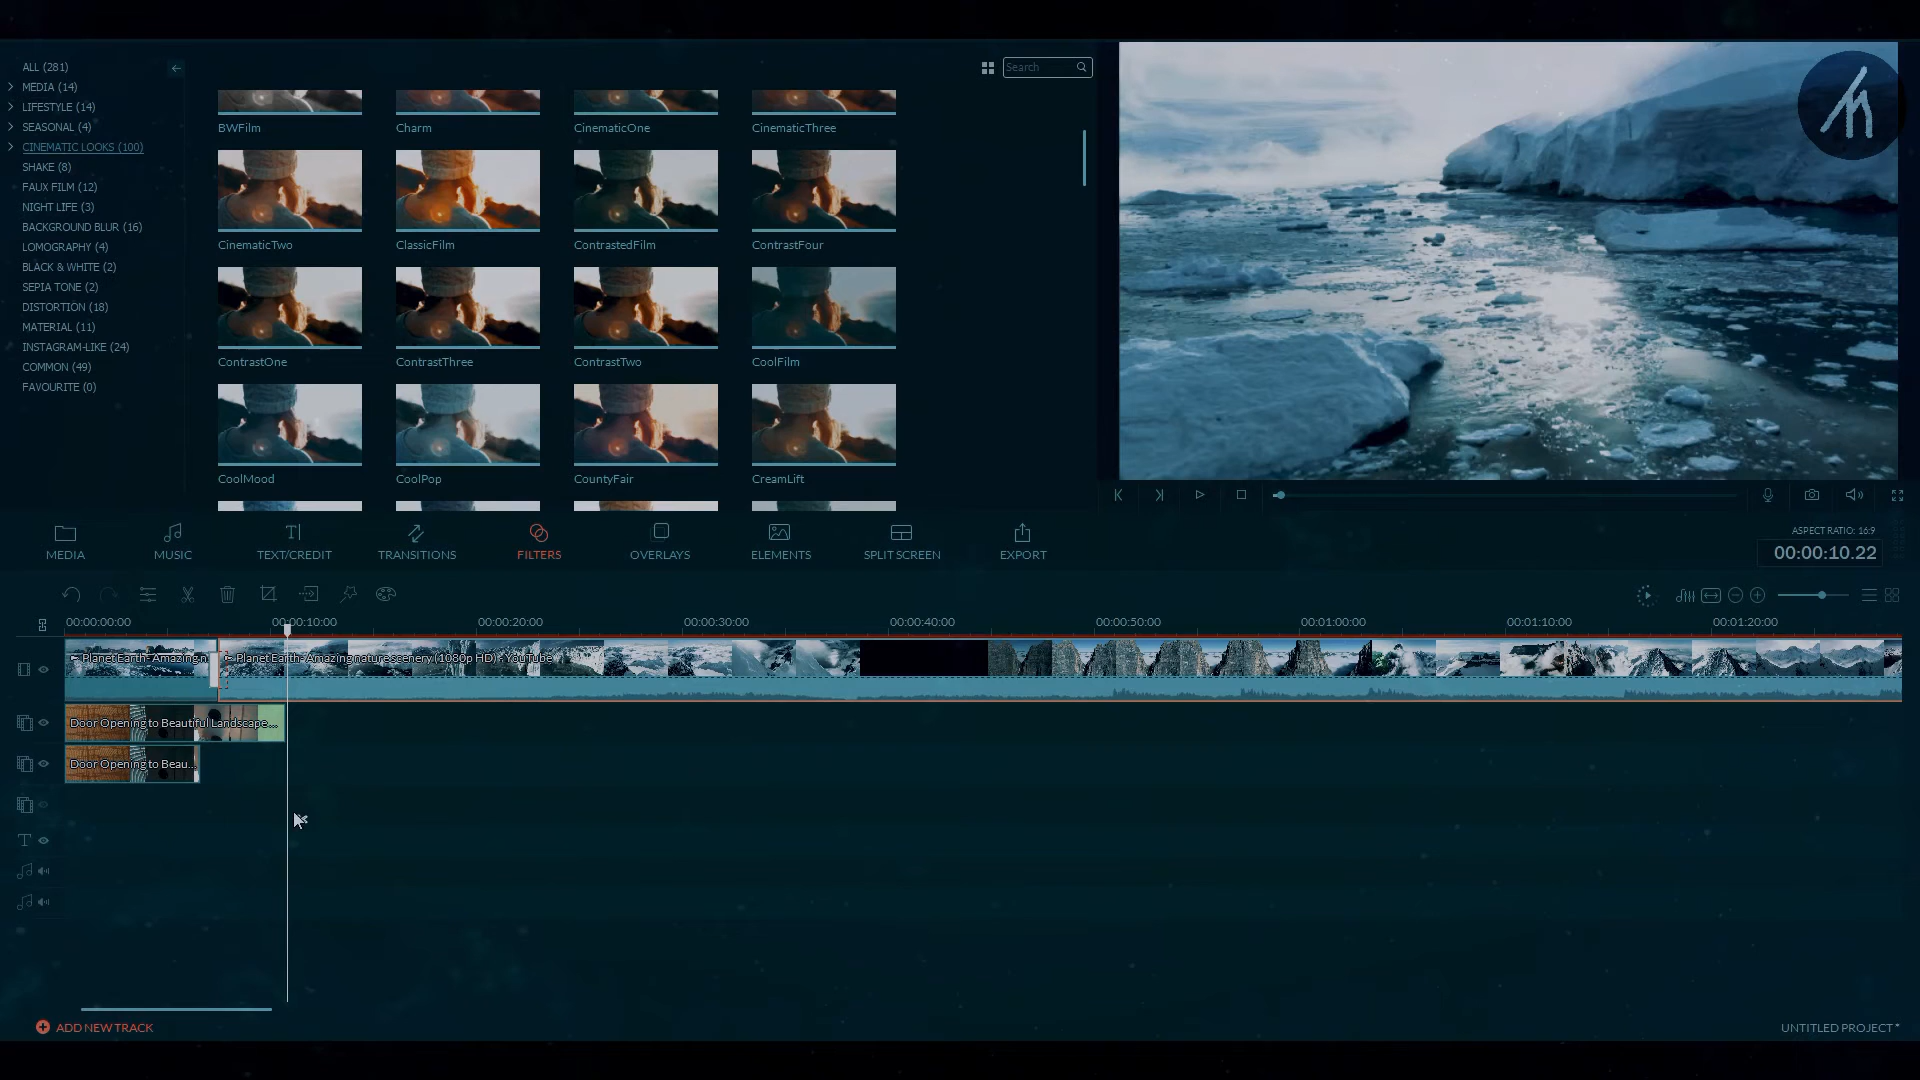 ALL (281)
MEDIA (14)
LIFESTYLE (14)
SEASONAL (4)
CINEMATIC LOOKS (100)
SHAKE (8)
FAUX FILM (12)
NIGHT LIFE (3)
BACKGROUND BLUR (16)
LOMOGRAPHY (4)
BLACK & WHITE (2)
SEPIA TONE (2)
DISTORTION (18)
MATERIAL (11)
INSTAGRAM-LIKE (24)
COMMON (49)
FAVOURITE (0)
Search
BWFilm Charm CinematicOne CinematicThree
CinematicTwo ClassicFilm ContrastedFilm ContrastFour
ContrastOne ContrastThree ContrastTwo CoolFilm
CoolMood CoolPop CountyFair CreamLift
MEDIA MUSIC TEXT/CREDIT TRANSITIONS FILTERS OVERLAYS ELEMENTS SPLIT SCREEN EXPORT
ASPECT RATIO: 16:9
00:00:10.22
00:00:00:00 00:00:10:00 00:00:20:00 00:00:30:00 00:00:40:00 00:00:50:00 00:01:00:00 00:01:10:00 00:01:20:00
Planet Earth- Amazing n Planet Earth- Amazing nature scenery (1080p HD) - YouTube
Door Opening to Beautiful Landscape...
Door Opening to Beau...
ADD NEW TRACK
UNTITLED PROJECT *